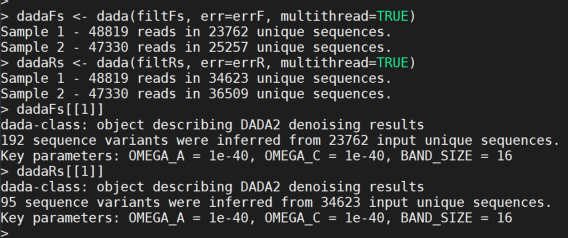 >
> dadaFs <- dada(filtFs, err=errF, multithread=TRUE)
Sample 1 - 48819 reads in 23762 unique sequences.
Sample 2 - 47330 reads in 25257 unique sequences.
> dadaRs <- dada(filtRs, err=errR, multithread=TRUE)
Sample 1 - 48819 reads in 34623 unique sequences.
Sample 2 - 47330 reads in 36509 unique sequences.
> dadaFs[[1]]
dada-class: object describing DADA2 denoising results
192 sequence variants were inferred from 23762 input unique sequences.
Key parameters: OMEGA_A = 1e-40, OMEGA_C = 1e-40, BAND_SIZE = 16
> dadaRs[[1]]
dada-class: object describing DADA2 denoising results
95 sequence variants were inferred from 34623 input unique sequences.
Key parameters: OMEGA_A = 1e-40, OMEGA_C = 1e-40, BAND_SIZE = 16
>